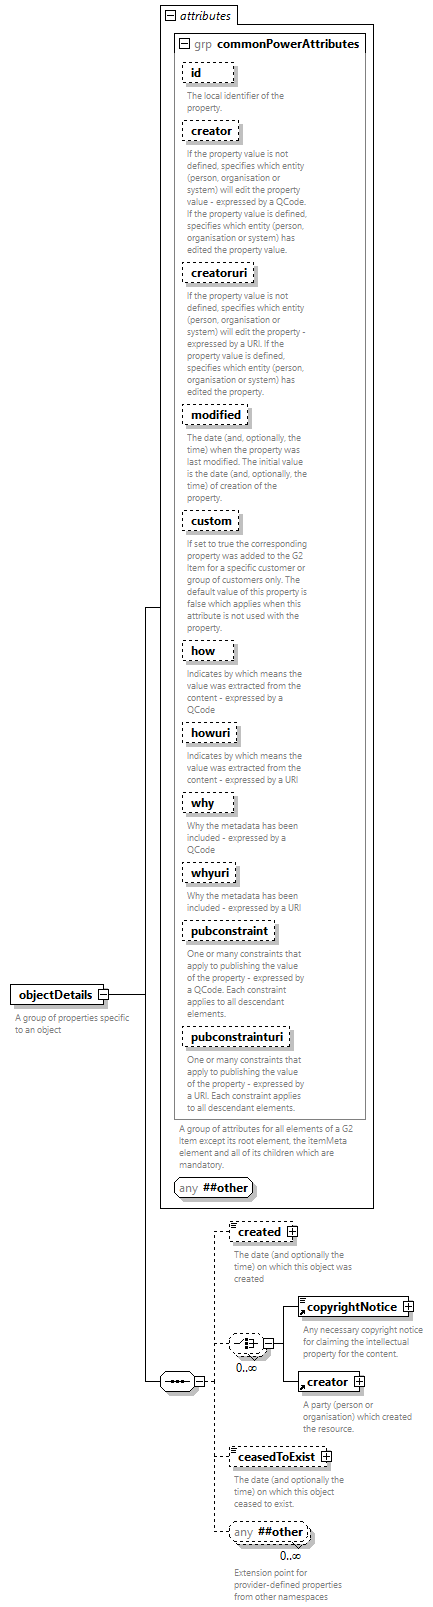 attributes
grp commonPowerAttributes
id
The local identifier of the
property.
creator
If the property value is not
defined, specifies which entity
(person, organisation or
system) will edit the property
value - expressed by a QCode.
If the property value is defined,
specifies which entity (person,
organisation or system) has
edited the property value.
creatoruri
If the property value is not
defined, specifies which entity
(person, organisation or
system) will edit the property -
expressed by a URI. If the
property value is defined,
specifies which entity (person,
organisation or system) has
edited the property.
modified
The date (and, optionally, the
time) when the property was
last modified. The initial value
is the date (and, optionally, the
time) of creation of the
property.
custom
If set to true the corresponding
property was added to the G2
Item for a specific customer or
group of customers only. The
default value of this property is
false which applies when this
attribute is not used with the
property.
how
Indicates by which means the
value was extracted from the
content - expressed by a
QCode
howuri
Indicates by which means the
value was extracted from the
content - expressed by a URI
why
Why the metadata has been
included - expressed by a
QCode
whyuri
Why the metadata has been
included - expressed by a URI
pubconstraint
One or many constraints that
apply to publishing the value
of the property - expressed by
a QCode. Each constraint
applies to all descendant
elements.
pubconstrainturi
One or many constraints that
apply to publishing the value
of the property - expressed by
a URI. Each constraint applies
to all descendant elements.
A group of attributes for all elements of a G2
Item except its root element, the itemMeta
element and all of its children which are
mandatory.
any ##other
objectDetails
A group of properties specific
to an object
created
The date (and optionally the
time) on which this object was
created
0..∞
copyrightNotice
Any necessary copyright notice
for claiming the intellectual
property for the content.
creator
A party (person or
organisation) which created
the resource.
ceasedToExist
The date (and optionally the
time) on which this object
ceased to exist.
any ##other
0..∞
Extension point for
provider-defined properties
from other namespaces